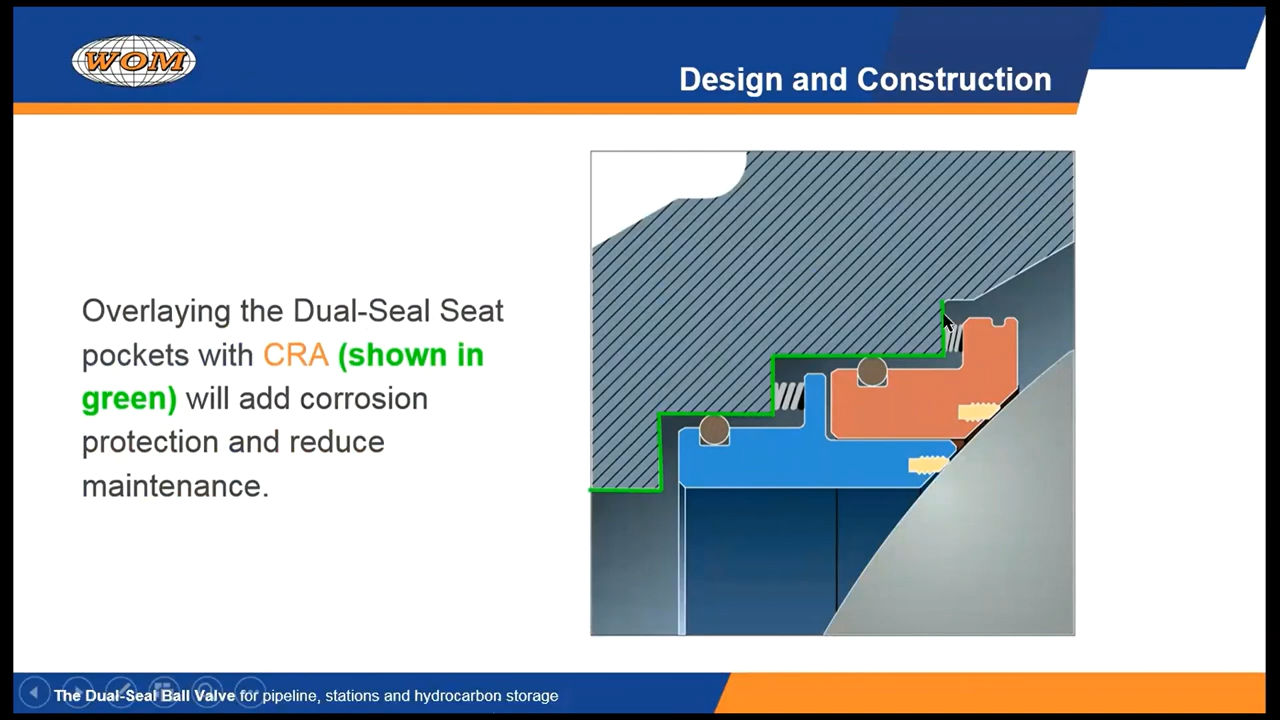 WOM
Design and Construction
Overlaying the Dual-Seal Seat
pockets with CRA (shown in
green) will add corrosion
protection and reduce
maintenance.
The Dual-Seal Ball Valve for pipeline, stations and hydrocarbon storage